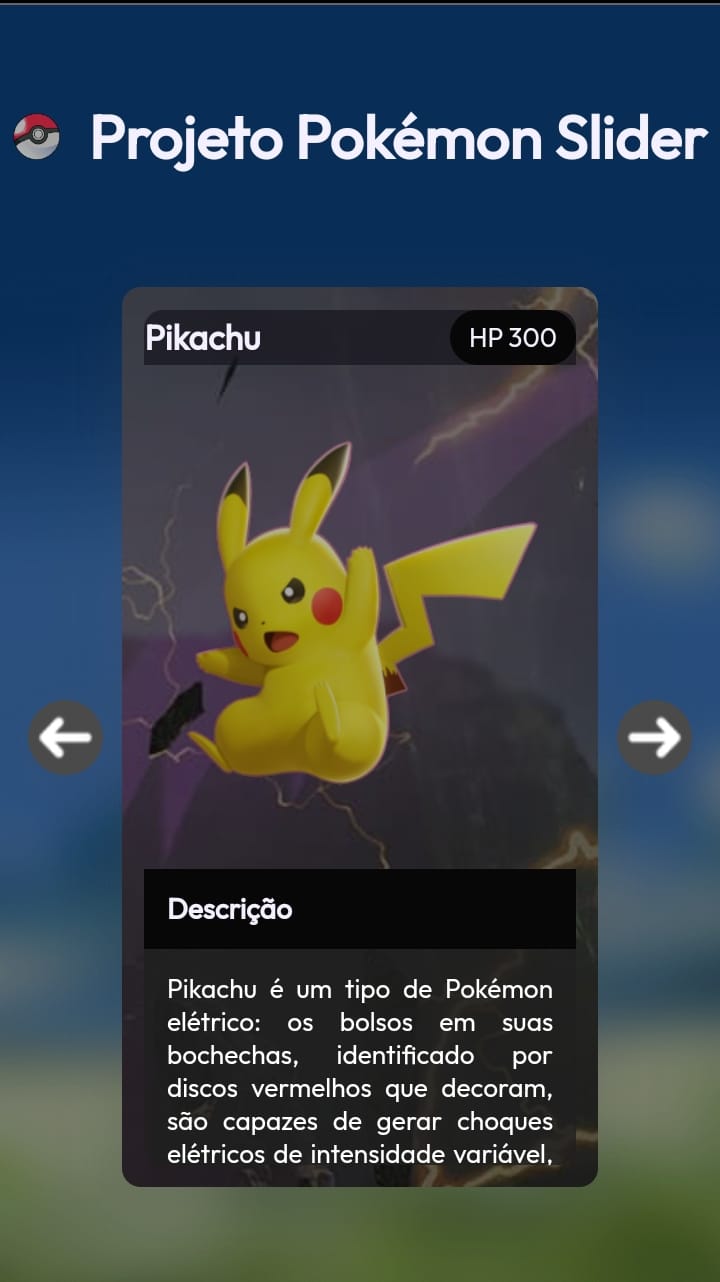 Projeto Pokémon Slider
Pikachu
HP 300
Descrição
Pikachu é um tipo de Pokémon
elétrico: os bolsos em suas
bochechas, identificado por
discos vermelhos que decoram,
são capazes de gerar choques
elétricos de intensidade variável,